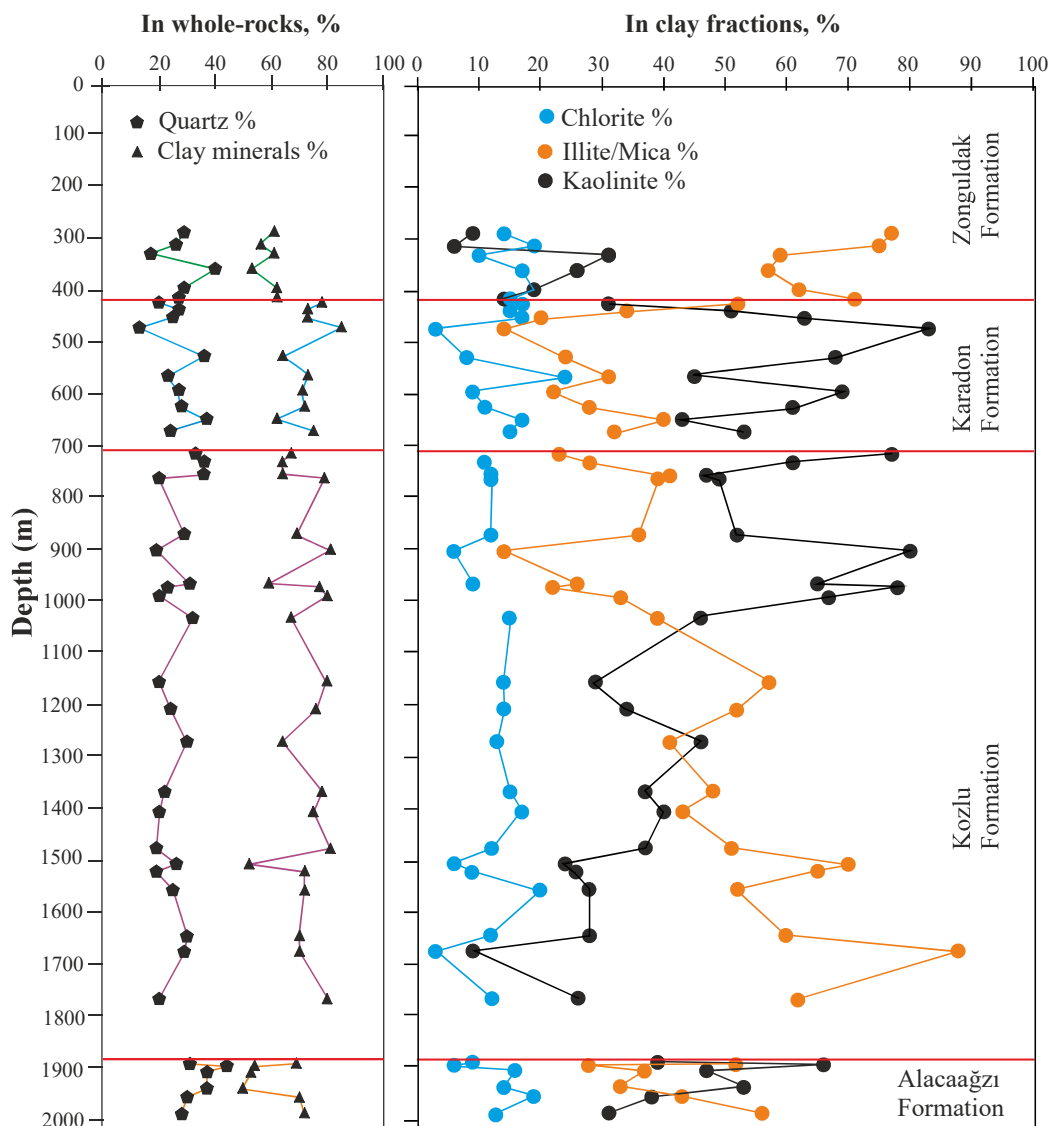 In whole-rocks, %
In clay fractions, %
0 20 40 60 80 100
0 10 20 30 40 50 60 70 80 90 100
Quartz %
Clay minerals %
Chlorite %
Illite/Mica %
Kaolinite %
Depth (m)
0
100
200
300
400
500
600
700
800
900
1000
1100
1200
1300
1400
1500
1600
1700
1800
1900
2000
Zonguldak
Formation
Karadon
Formation
Kozlu
Formation
Alacaağzı
Formation